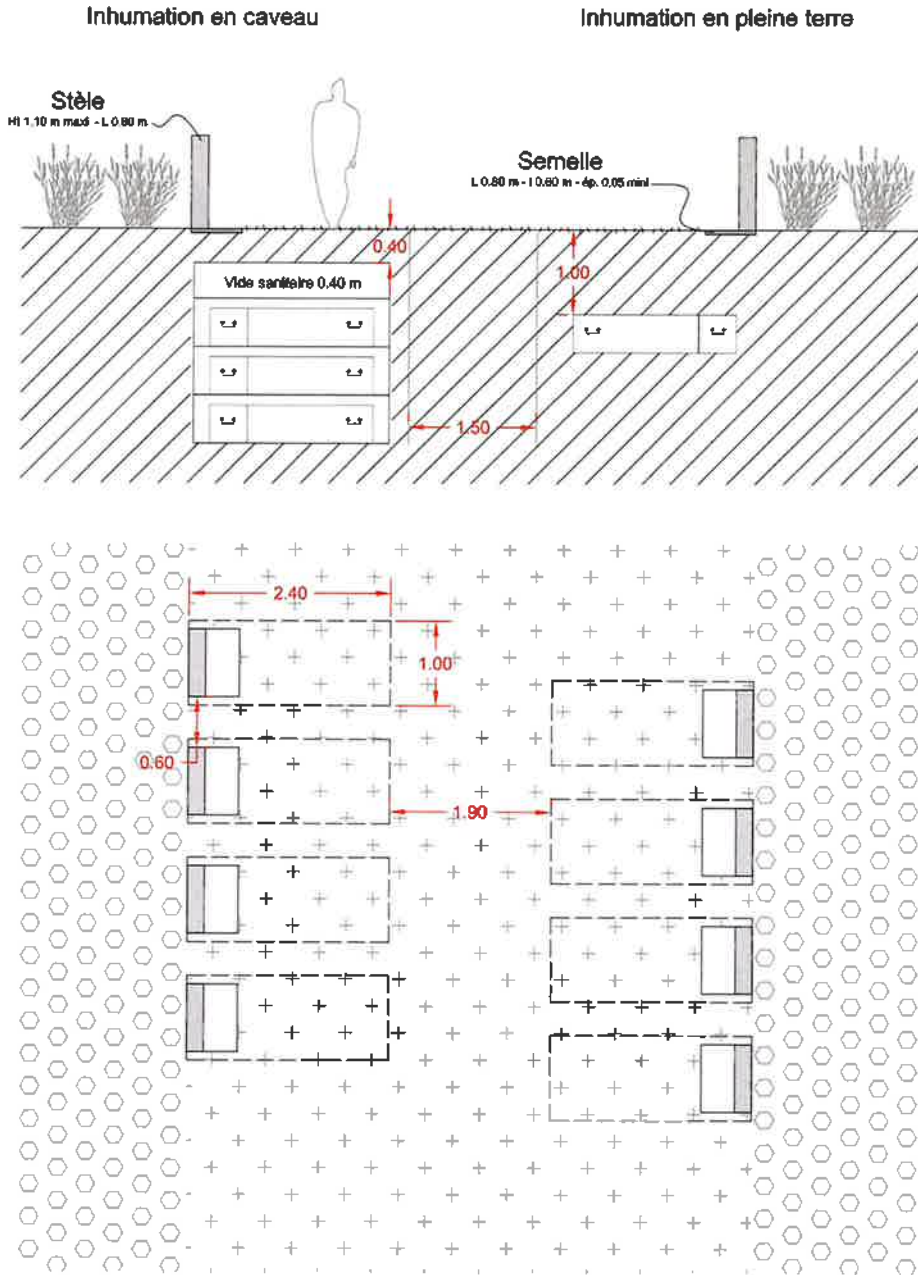 Inhumation en caveau
Inhumation en pleine terre
Stèle
Ht 1.10 m maxi - L 0.80 m
Semelle
L 0.80 m - l 0.60 m - ép. 0.05 mini
0.40
1.00
Vide sanitaire 0.40 m
1.50
2.40
1.00
0.60
1.90